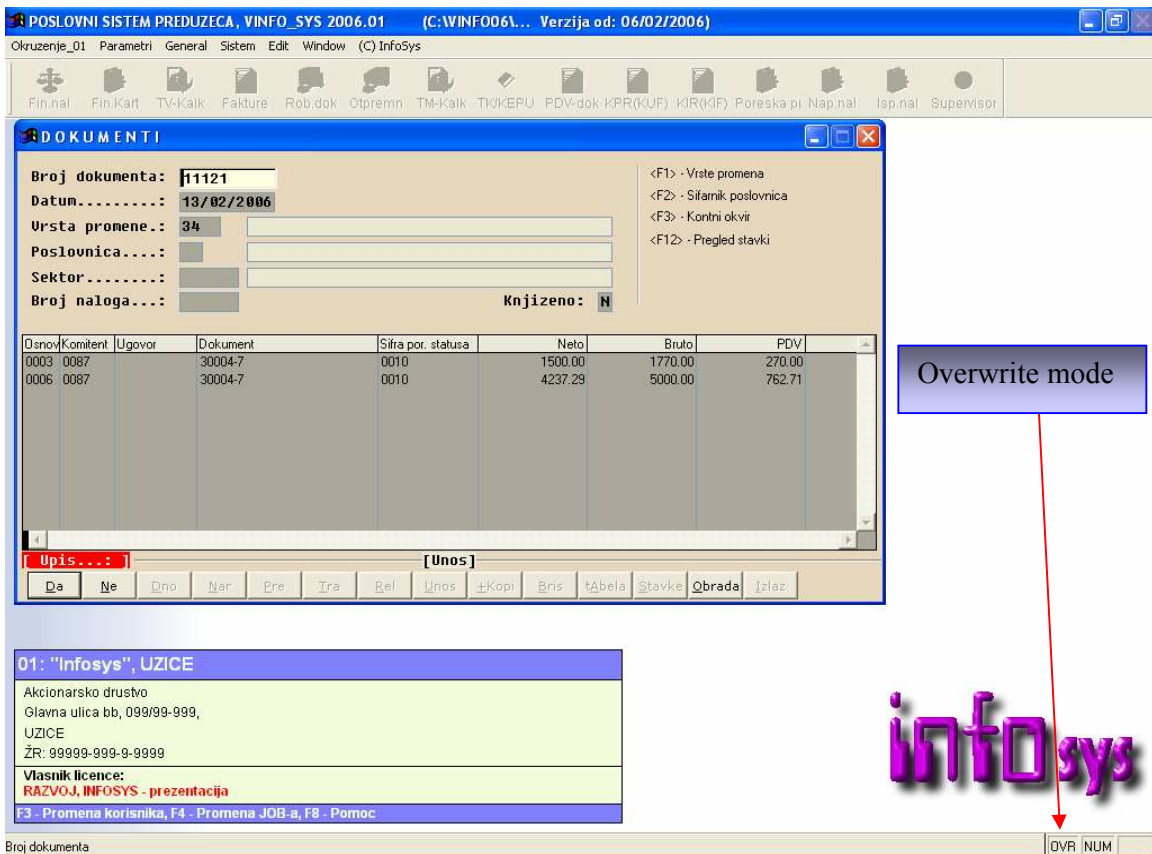 POSLOVNI SISTEM PREDUZECA, VINFO_SYS 2006.01 (C:\WINFO06\... Verzija od: 06/02/2006)
Okruzenje_01 Parametri General Sistem Edit Window (C) InfoSys
Fin.nal Fin.Kart TV-Kalk Fakture Rob.dok Otpremn TM-Kalk TK/KEPU PDV-dok KPR(KUF) KIR(KIF) Poreska pi Nap.nal Isp.nal Supervisor
DOKUMENTI
Broj dokumenta: 11121
Datum.........: 13/02/2006
Vrsta promene.: 34
Poslovnica....:
Sektor........:
Broj naloga...: Knjizeno: N
<F1> - Vrste promena
<F2> - Sifarnik poslovnica
<F3> - Kontni okvir
<F12> - Pregled stavki
Osnov Komitent Ugovor Dokument Sifra por. statusa Neto Bruto PDV
0003 0087 30004-7 0010 1500.00 1770.00 270.00
0006 0087 30004-7 0010 4237.29 5000.00 762.71
Overwrite mode
[ Upis...: ] [Unos]
Da Ne Dno Nar Pre Tra Rel Unos +Kopi Bris tAbela Stavke Obrada Izlaz
01: "Infosys", UZICE
Akcionarsko drustvo
Glavna ulica bb, 099/99-999,
UZICE
ŽR: 99999-999-9-9999
Vlasnik licence:
RAZVOJ, INFOSYS - prezentacija
F3 - Promena korisnika, F4 - Promena JOB-a, F8 - Pomoc
infosys
Broj dokumenta OVR NUM